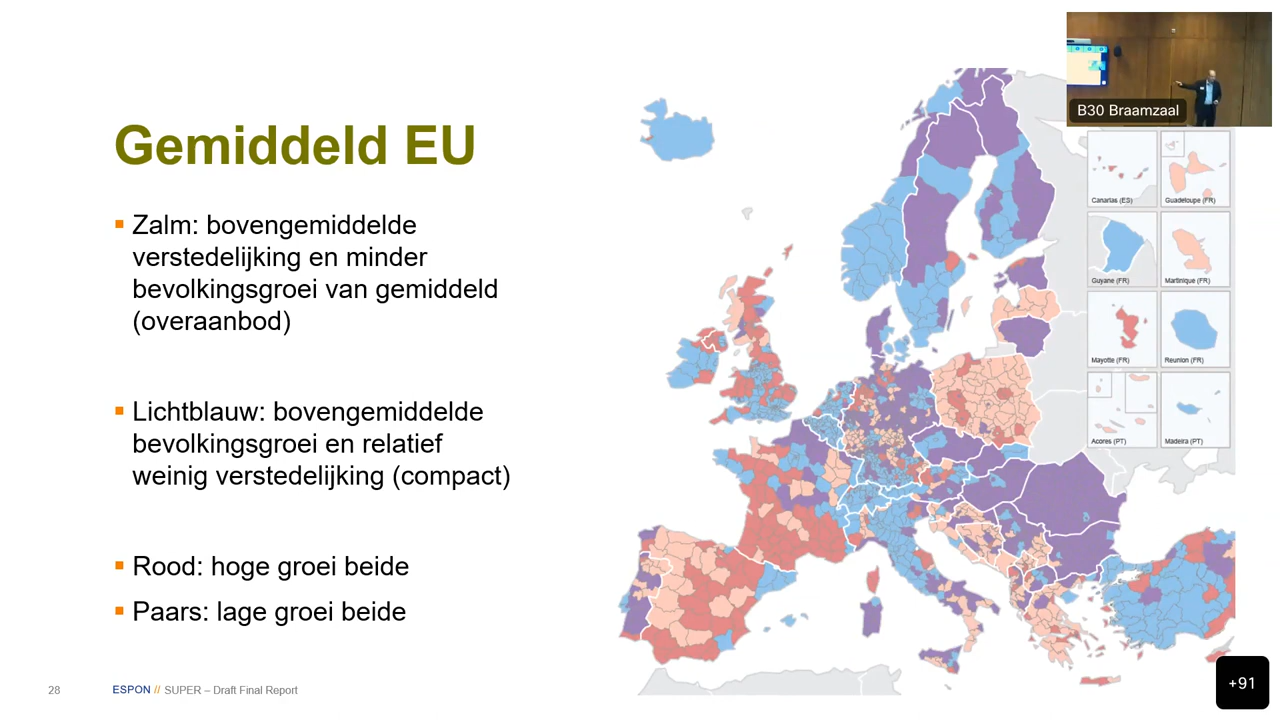 B30 Braamzaal
Gemiddeld EU
Zalm: bovengemiddelde
verstedelijking en minder
bevolkingsgroei van gemiddeld
(overaanbod)
Lichtblauw: bovengemiddelde
bevolkingsgroei en relatief
weinig verstedelijking (compact)
Rood: hoge groei beide
Paars: lage groei beide
Canarias (ES)
Guadeloupe (FR)
Guyane (FR)
Martinique (FR)
Mayotte (FR)
Reunion (FR)
Acores (PT)
Madeira (PT)
28
ESPON // SUPER – Draft Final Report
+91